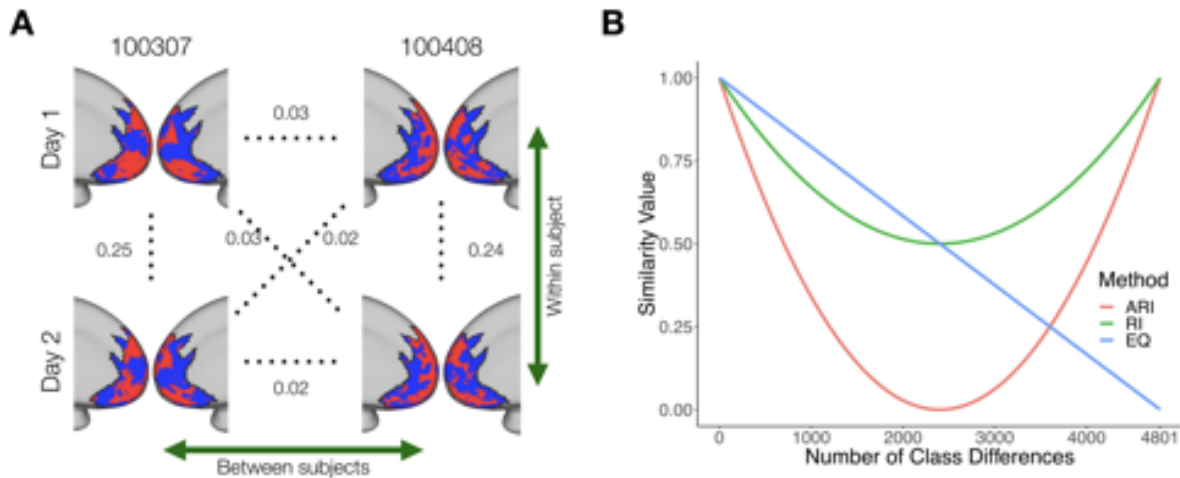 A
100307
100408
Day 1
0.03
0.25
0.03
0.02
0.24
Within subject
Day 2
0.02
Between subjects
B
Similarity Value
1.00
0.75
0.50
0.25
0.00
Method
ARI
RI
EQ
0 1000 2000 3000 4000 4801
Number of Class Differences